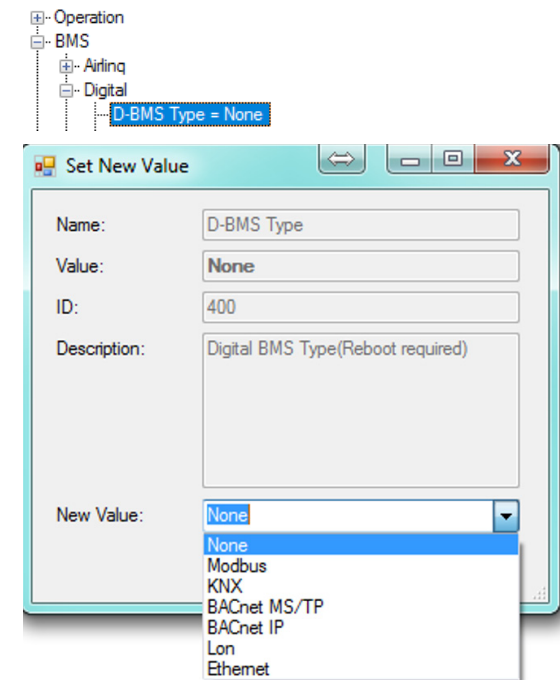 Operation
BMS
Airlinq
Digital
D-BMS Type = None
Set New Value
Name:
D-BMS Type
Value:
None
ID:
400
Description:
Digital BMS Type(Reboot required)
New Value:
None
None
Modbus
KNX
BACnet MS/TP
BACnet IP
Lon
Ethernet